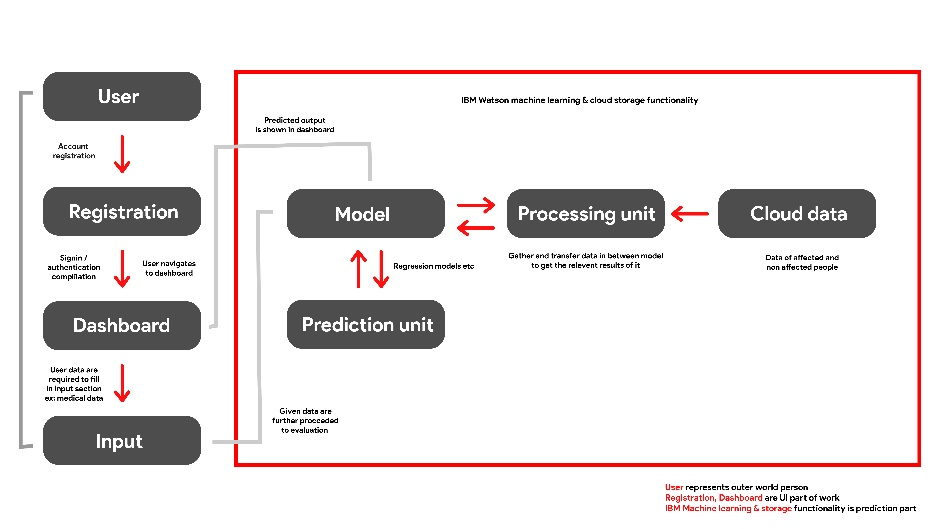 User
IBM Watson machine learning & cloud storage functionality
Predicted output
is shown in dashboard
Account
registration
Registration
Model
Processing unit
Cloud data
Signin /
authentication
compiliation
User navigates
to dashboard
Regression models etc
Gather and transfer data in between model
to get the relevent results of it
Data of affected and
non affected people
Dashboard
Prediction unit
User data are
required to fill
in input section
ex: medical data
Given data are
further procceded
to evaluation
Input
User represents outer world person
Registration, Dashboard are UI part of work
IBM Machine learning & storage functionality is prediction part